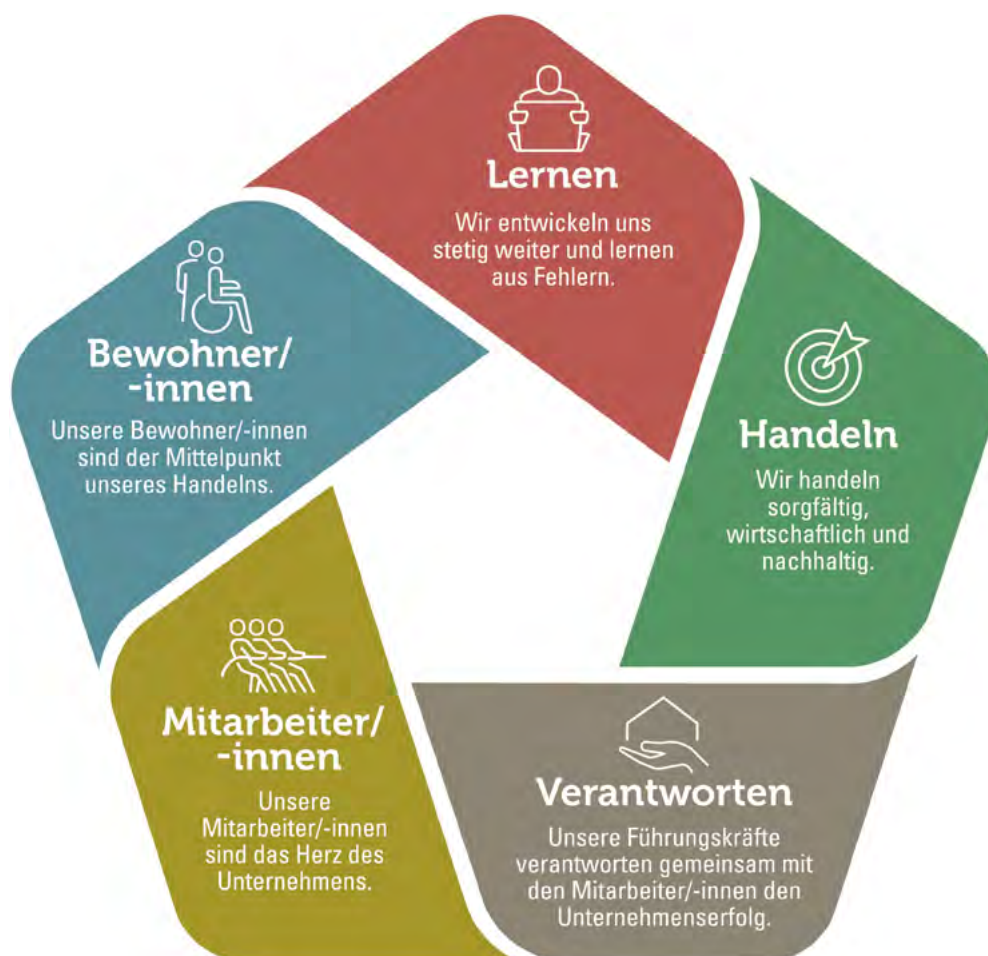 Lernen
Wir entwickeln uns
stetig weiter und lernen
aus Fehlern.
Bewohner/
-innen
Unsere Bewohner/-innen
sind der Mittelpunkt
unseres Handelns.
Handeln
Wir handeln
sorgfältig,
wirtschaftlich und
nachhaltig.
Mitarbeiter/
-innen
Unsere
Mitarbeiter/-innen
sind das Herz des
Unternehmens.
Verantworten
Unsere Führungskräfte
verantworten gemeinsam mit
den Mitarbeiter/-innen den
Unternehmenserfolg.